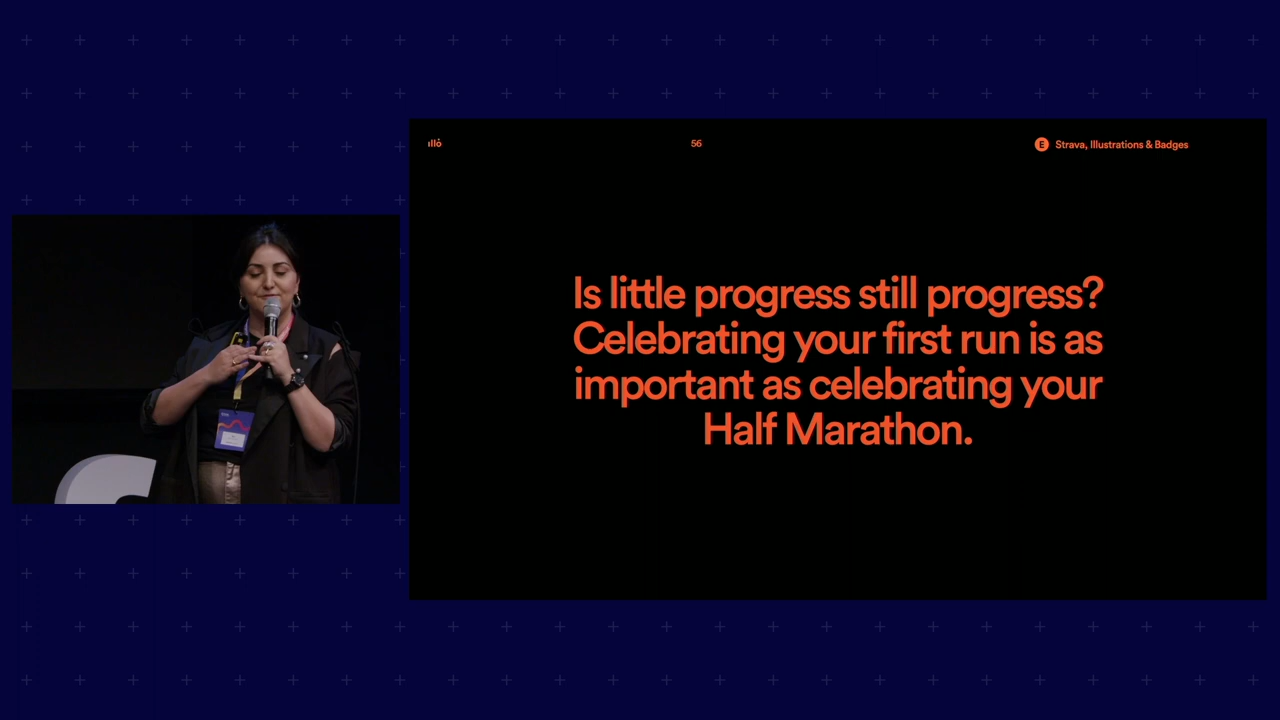 illò
56
E Strava, Illustrations & Badges
Is little progress still progress?
Celebrating your first run is as
important as celebrating your
Half Marathon.